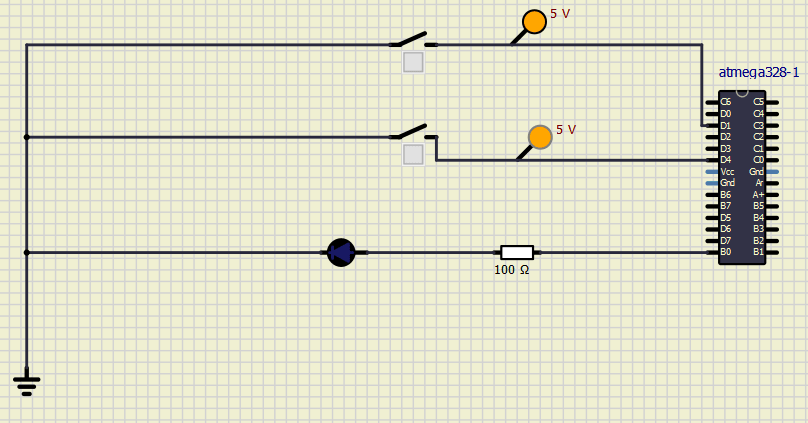 5 V
atmega328-1
5 V
C6 C5
D0 C4
D1 C3
D2 C2
D3 C1
D4 C0
Vcc Gnd
Gnd Ar
B6 A+
B7 B5
D5 B4
D6 B3
D7 B2
B0 B1
100 Ω